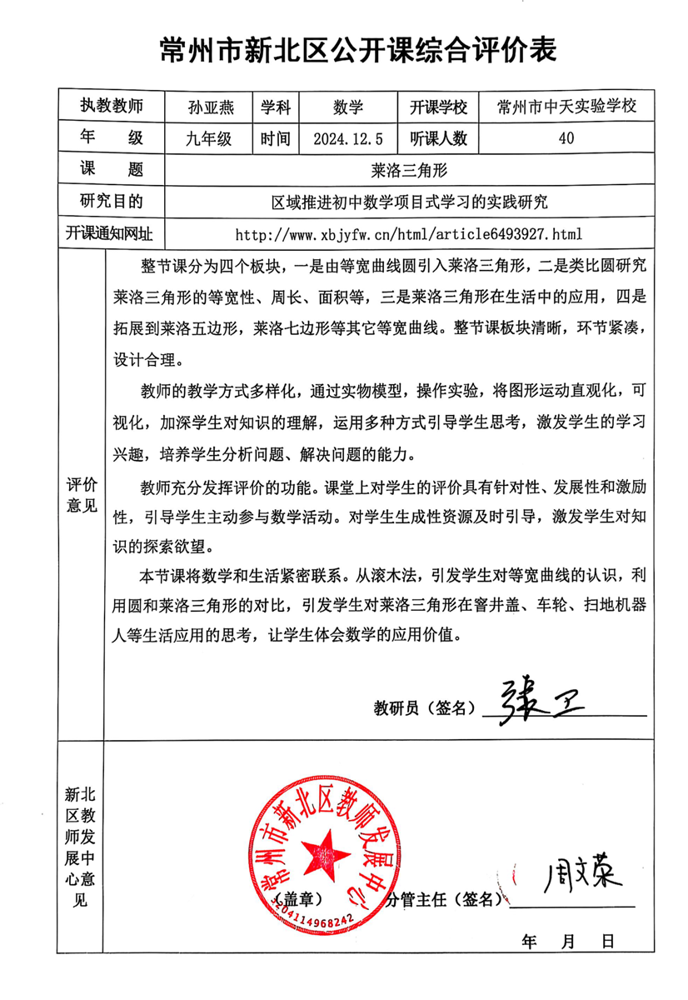 常州市新北区公开课综合评价表
执教教师 孙亚燕 学科 数学 开课学校 常州市中天实验学校
年 级 九年级 时间 2024.12.5 听课人数 40
课 题 莱洛三角形
研究目的 区域推进初中数学项目式学习的实践研究
开课通知网址 http://www.xbjyfw.cn/html/article6493927.html
整节课分为四个板块，一是由等宽曲线圆引入莱洛三角形，二是类比圆研究
莱洛三角形的等宽性、周长、面积等，三是莱洛三角形在生活中的应用，四是
拓展到莱洛五边形，莱洛七边形等其它等宽曲线。整节课板块清晰，环节紧凑，
设计合理。
教师的教学方式多样化，通过实物模型，操作实验，将图形运动直观化，可
视化，加深学生对知识的理解，运用多种方式引导学生思考，激发学生的学习
兴趣，培养学生分析问题、解决问题的能力。
评价
意见
教师充分发挥评价的功能。课堂上对学生的评价具有针对性、发展性和激励
性，引导学生主动参与数学活动。对学生生成性资源及时引导，激发学生对知
识的探索欲望。
本节课将数学和生活紧密联系。从滚木法，引发学生对等宽曲线的认识，利
用圆和莱洛三角形的对比，引发学生对莱洛三角形在窨井盖、车轮、扫地机器
人等生活应用的思考，让学生体会数学的应用价值。
教研员（签名） 張卫
新北
区教
师发
展中
心意
见
常州市新北区教师发展中心
（盖章）
3204114968242
分管主任（签名） 周文荣
年 月 日